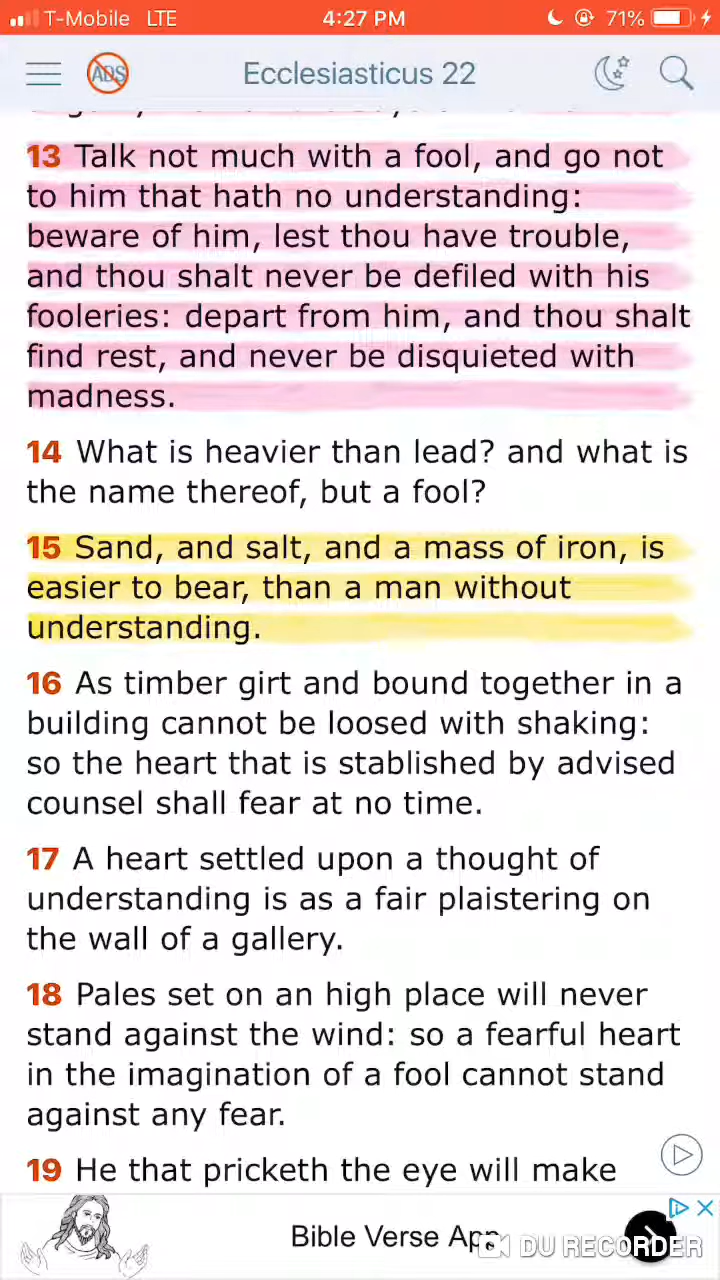 T-Mobile LTE 4:27 PM 71%
ADS Ecclesiasticus 22
13 Talk not much with a fool, and go not
to him that hath no understanding:
beware of him, lest thou have trouble,
and thou shalt never be defiled with his
fooleries: depart from him, and thou shalt
find rest, and never be disquieted with
madness.
14 What is heavier than lead? and what is
the name thereof, but a fool?
15 Sand, and salt, and a mass of iron, is
easier to bear, than a man without
understanding.
16 As timber girt and bound together in a
building cannot be loosed with shaking:
so the heart that is stablished by advised
counsel shall fear at no time.
17 A heart settled upon a thought of
understanding is as a fair plaistering on
the wall of a gallery.
18 Pales set on an high place will never
stand against the wind: so a fearful heart
in the imagination of a fool cannot stand
against any fear.
19 He that pricketh the eye will make
Bible Verse App
DU RECORDER